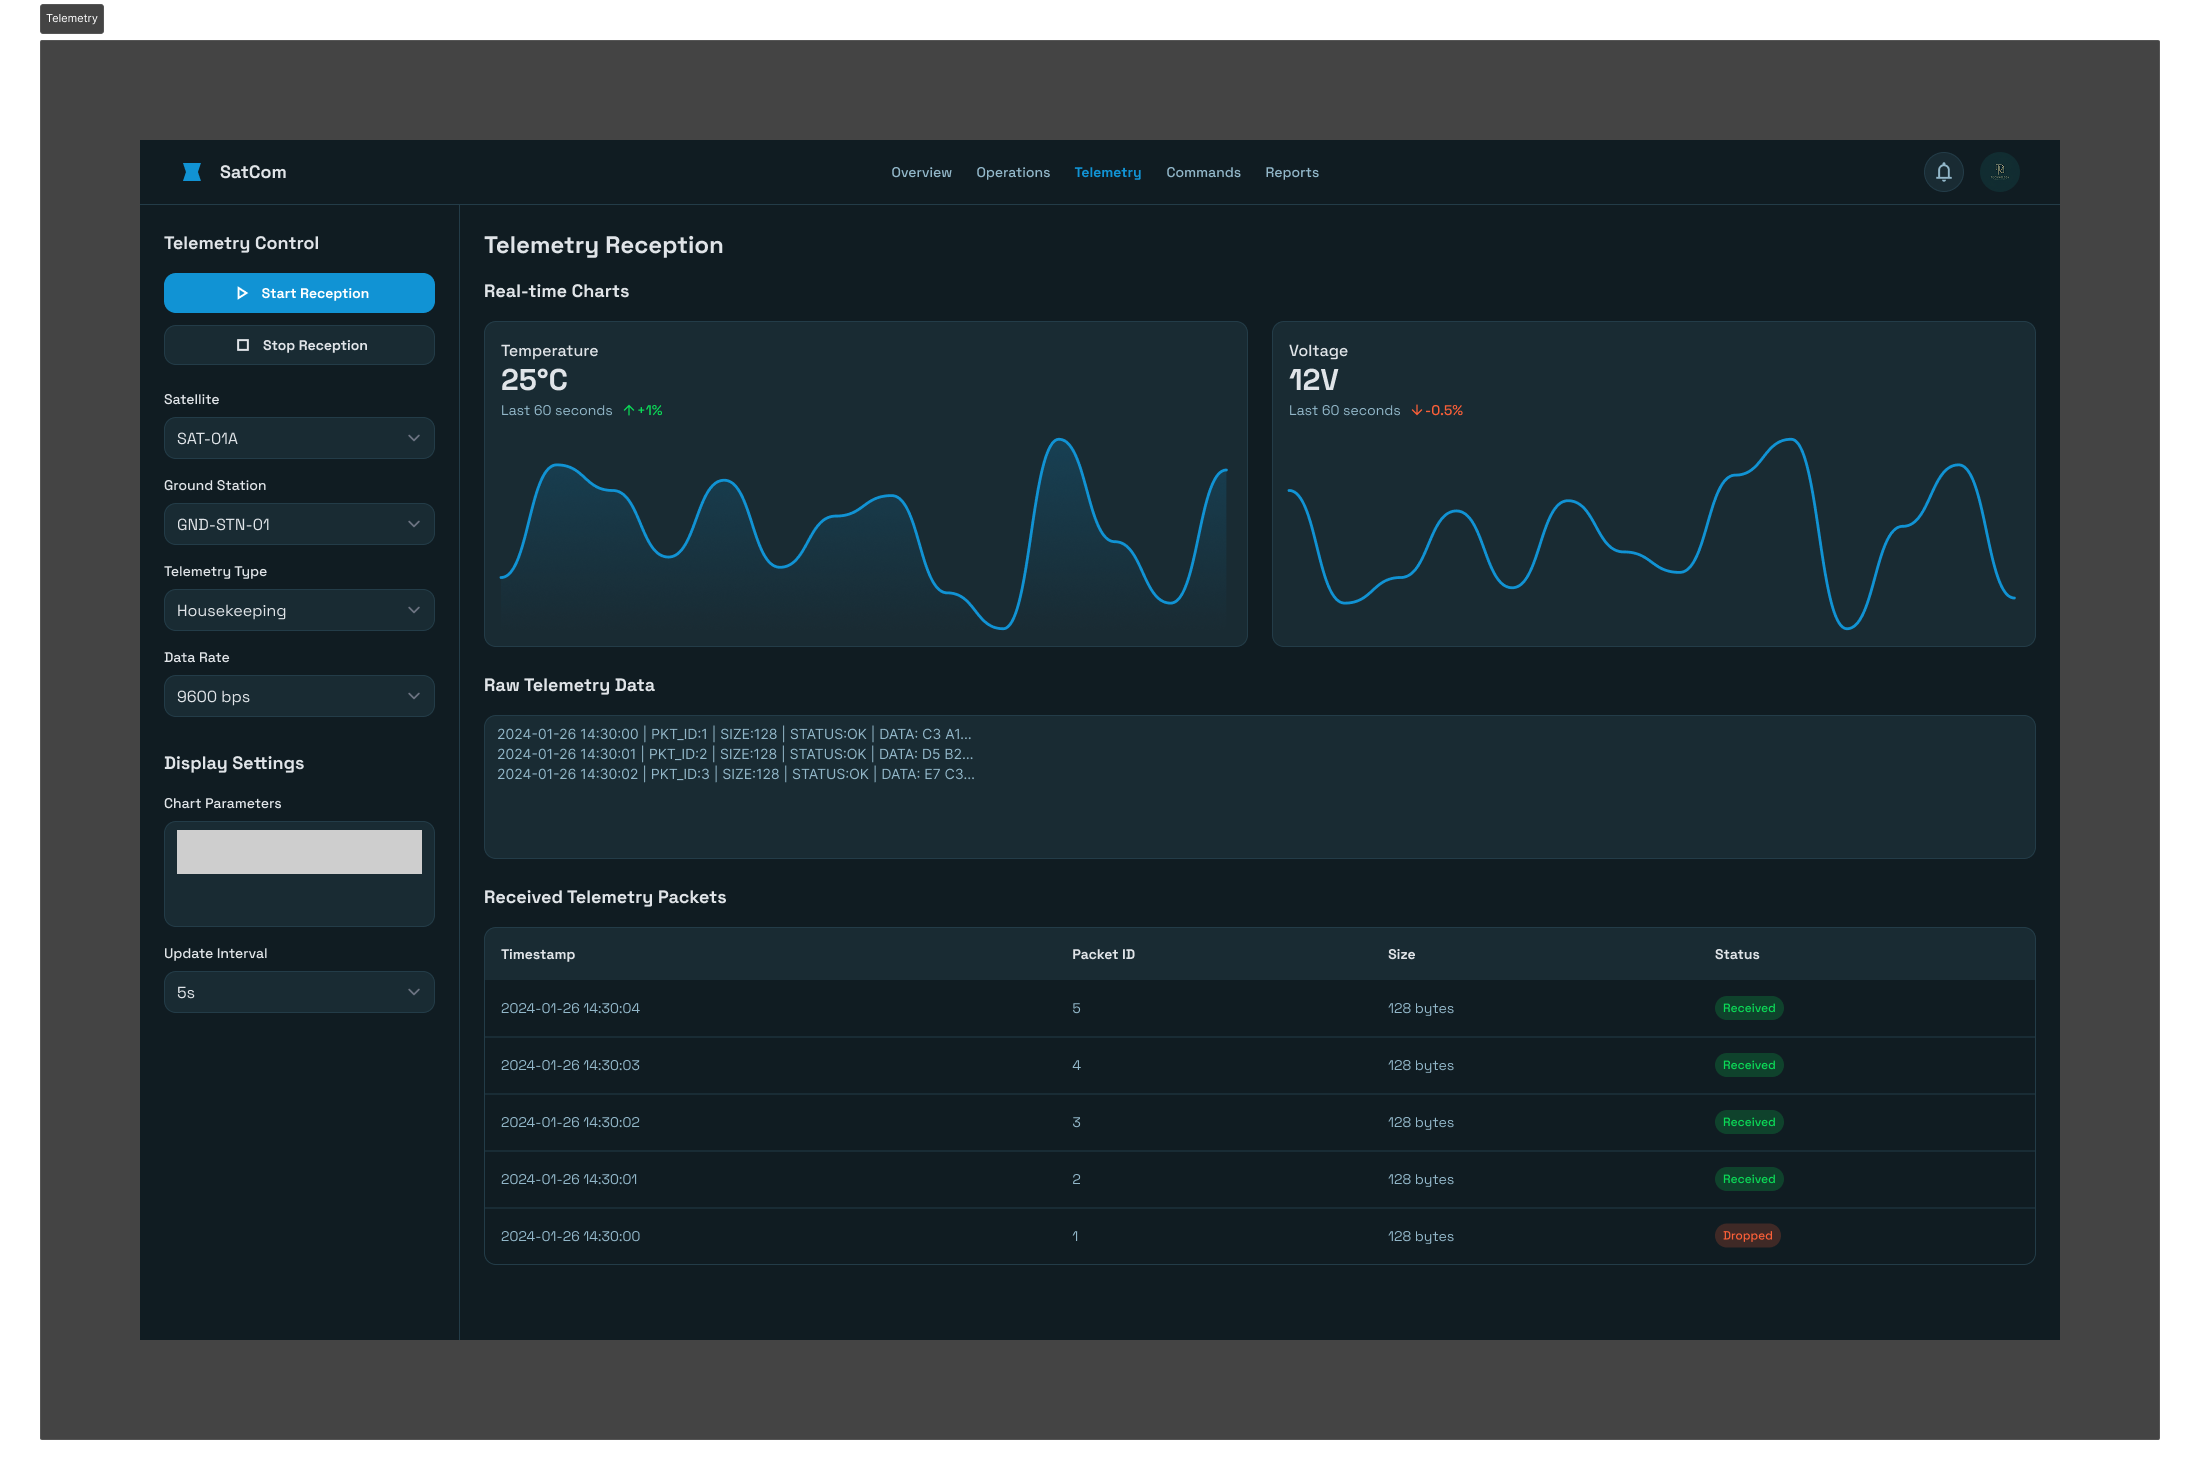 Telemetry
SatCom
Overview Operations Telemetry Commands Reports
Telemetry Control
Start Reception
Stop Reception
Satellite
SAT-01A
Ground Station
GND-STN-01
Telemetry Type
Housekeeping
Data Rate
9600 bps
Display Settings
Chart Parameters
Update Interval
5s
Telemetry Reception
Real-time Charts
Temperature
25°C
Last 60 seconds +1%
Voltage
12V
Last 60 seconds -0.5%
Raw Telemetry Data
2024-01-26 14:30:00 | PKT_ID:1 | SIZE:128 | STATUS:OK | DATA: C3 A1...
2024-01-26 14:30:01 | PKT_ID:2 | SIZE:128 | STATUS:OK | DATA: D5 B2...
2024-01-26 14:30:02 | PKT_ID:3 | SIZE:128 | STATUS:OK | DATA: E7 C3...
Received Telemetry Packets
Timestamp Packet ID Size Status
2024-01-26 14:30:04 5 128 bytes Received
2024-01-26 14:30:03 4 128 bytes Received
2024-01-26 14:30:02 3 128 bytes Received
2024-01-26 14:30:01 2 128 bytes Received
2024-01-26 14:30:00 1 128 bytes Dropped